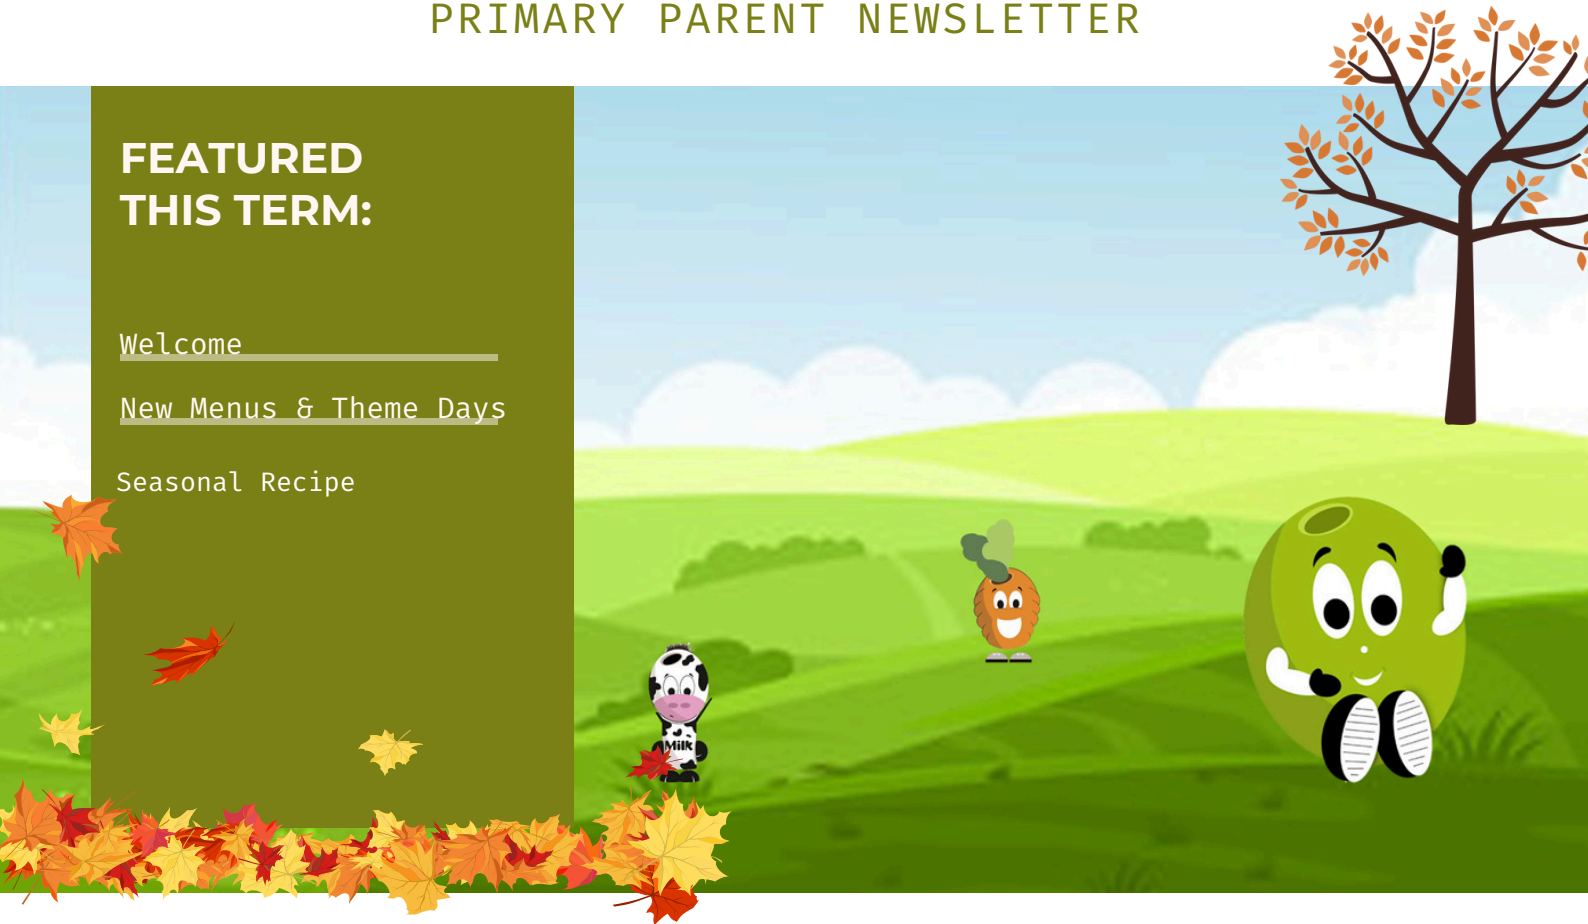 PRIMARY PARENT NEWSLETTER
FEATURED
THIS TERM:
Welcome
New Menus & Theme Days
Seasonal Recipe
Milk